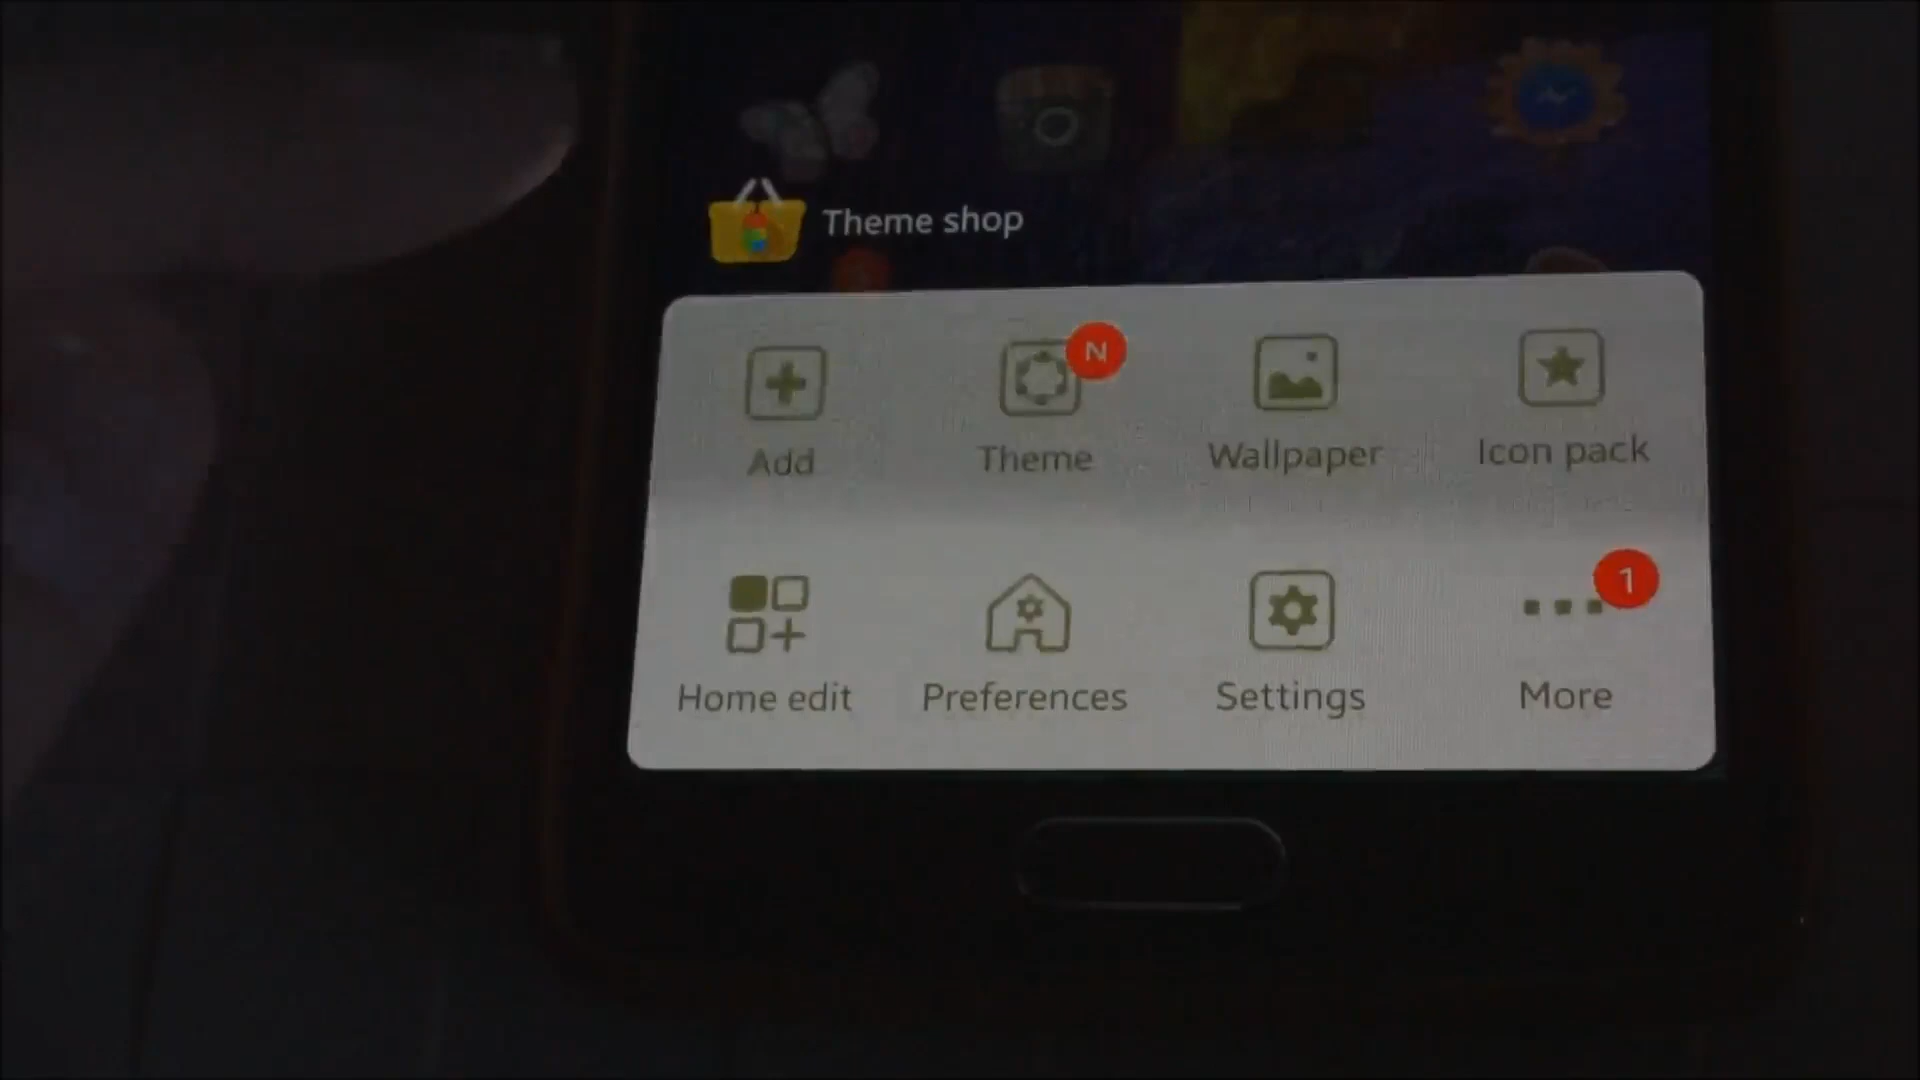 Theme shop
N
Add Theme Wallpaper Icon pack
1
Home edit Preferences Settings More